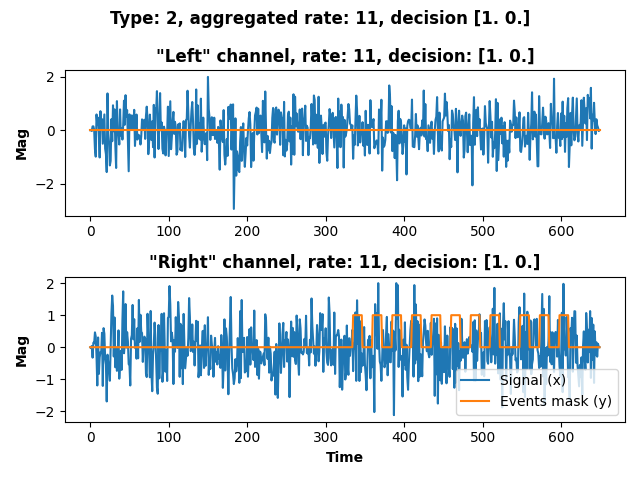 Type: 2, aggregated rate: 11, decision [1. 0.]
"Left" channel, rate: 11, decision: [1. 0.]
2
0
−2
Mag
0 100 200 300 400 500 600
"Right" channel, rate: 11, decision: [1. 0.]
2
1
0
−1
−2
Mag
Signal (x)
Events mask (y)
0 100 200 300 400 500 600
Time